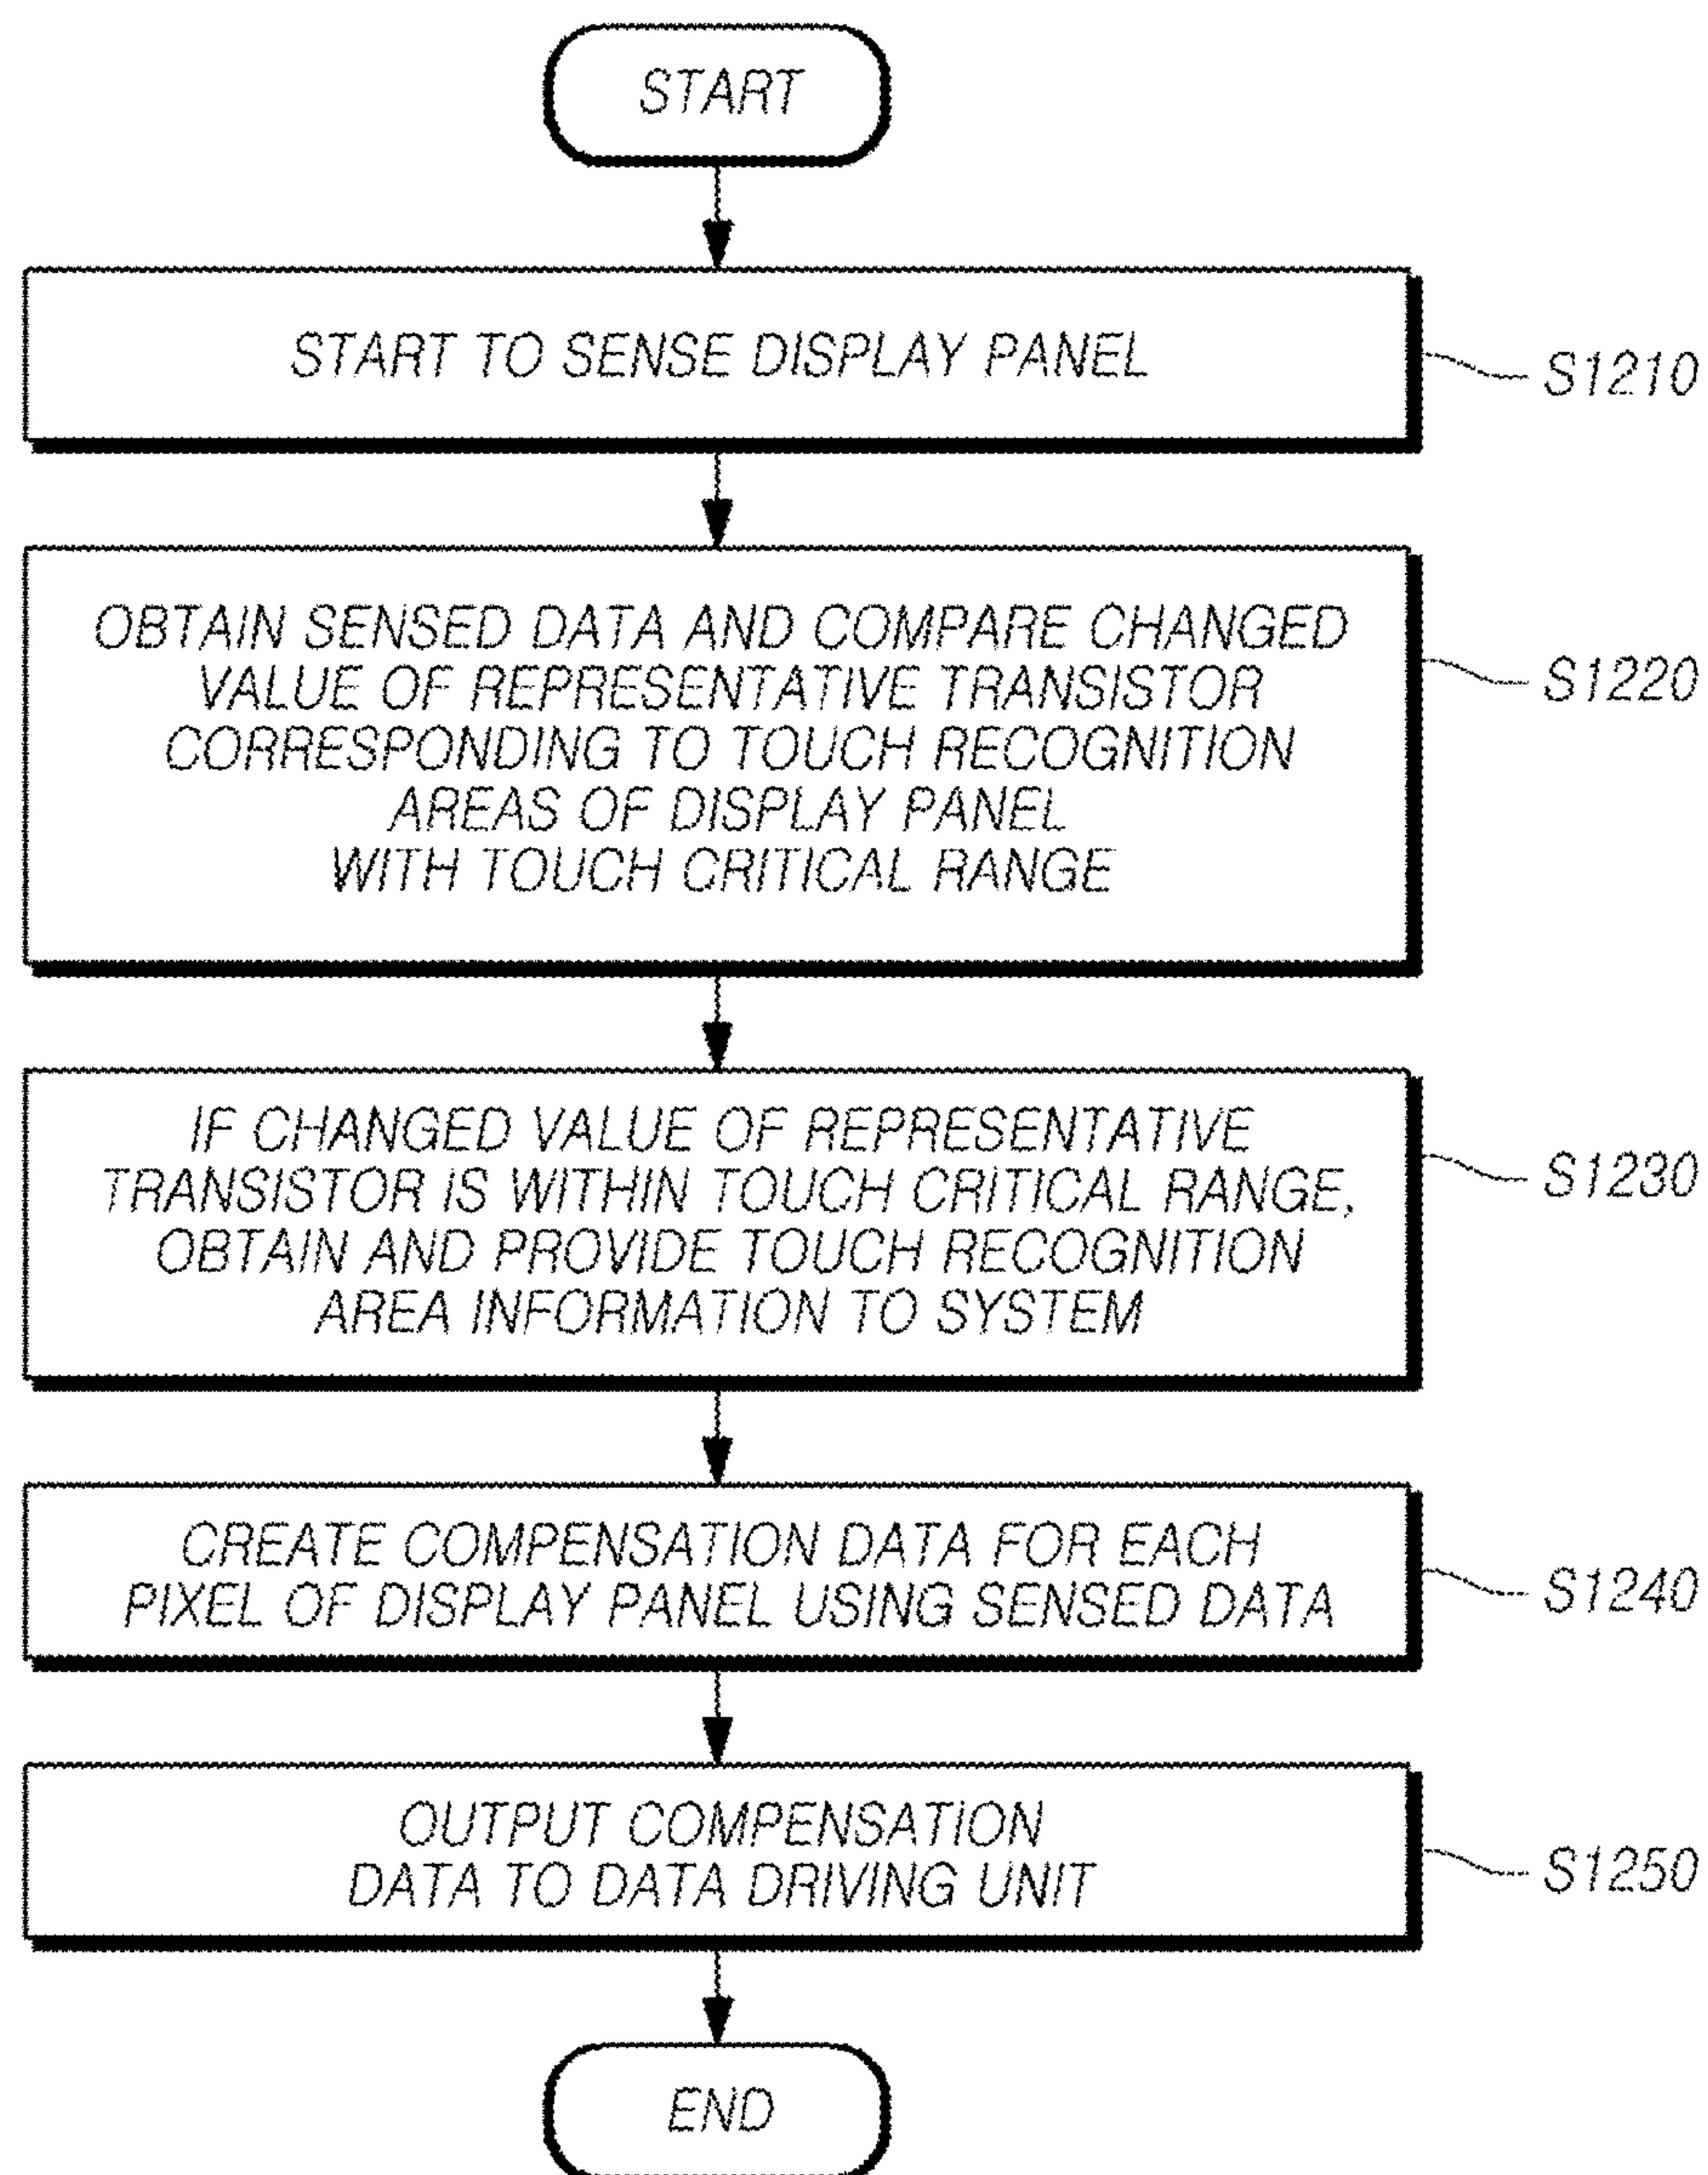 START
START TO SENSE DISPLAY PANEL
S1210
OBTAIN SENSED DATA AND COMPARE CHANGED
VALUE OF REPRESENTATIVE TRANSISTOR
CORRESPONDING TO TOUCH RECOGNITION
AREAS OF DISPLAY PANEL
WITH TOUCH CRITICAL RANGE
S1220
IF CHANGED VALUE OF REPRESENTATIVE
TRANSISTOR IS WITHIN TOUCH CRITICAL RANGE,
OBTAIN AND PROVIDE TOUCH RECOGNITION
AREA INFORMATION TO SYSTEM
S1230
CREATE COMPENSATION DATA FOR EACH
PIXEL OF DISPLAY PANEL USING SENSED DATA
S1240
OUTPUT COMPENSATION
DATA TO DATA DRIVING UNIT
S1250
END